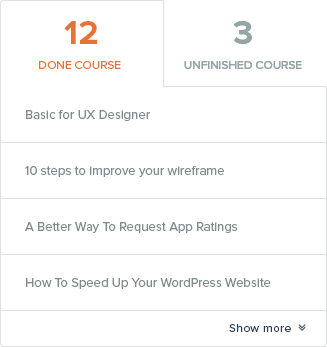 12
3
DONE COURSE
UNFINISHED COURSE
Basic for UX Designer
10 steps to improve your wireframe
A Better Way To Request App Ratings
How To Speed Up Your WordPress Website
Show more